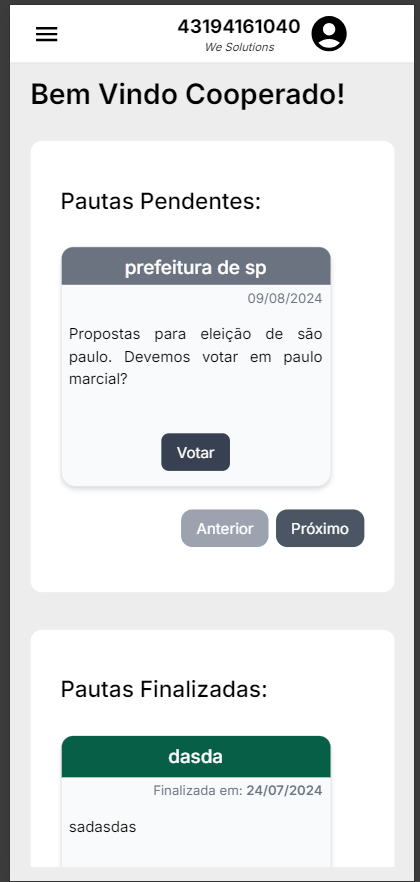 43194161040
We Solutions
Bem Vindo Cooperado!
Pautas Pendentes:
prefeitura de sp
09/08/2024
Propostas para eleição de são
paulo. Devemos votar em paulo
marcial?
Votar
Anterior Próximo
Pautas Finalizadas:
dasda
Finalizada em: 24/07/2024
sadasdas